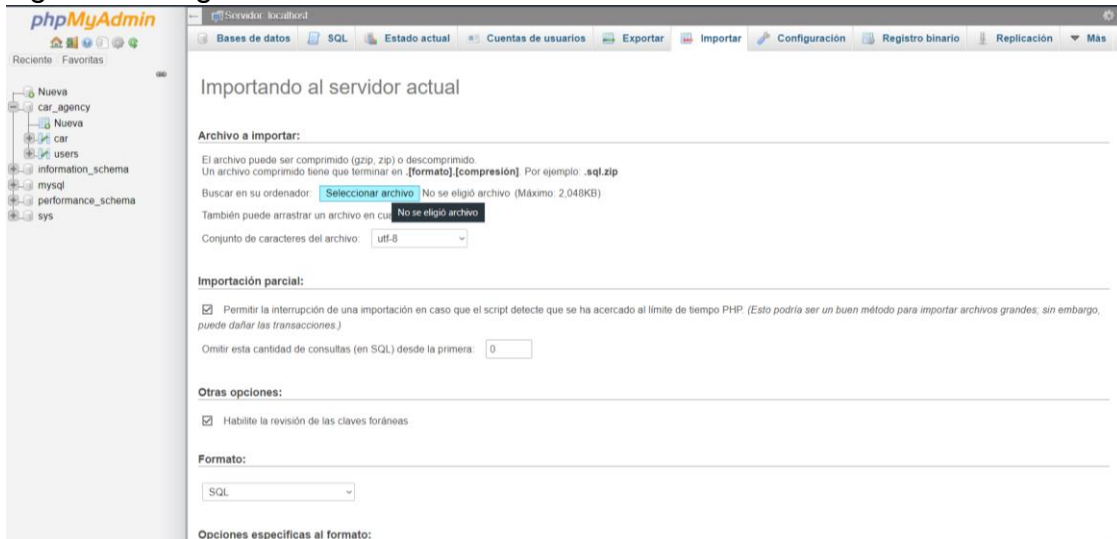 phpMyAdmin
Reciente Favoritas
Nueva
car_agency
Nueva
car
users
information_schema
mysql
performance_schema
sys
Servidor: localhost
Bases de datos SQL Estado actual Cuentas de usuarios Exportar Importar Configuración Registro binario Replicación Más
Importando al servidor actual
Archivo a importar:
El archivo puede ser comprimido (gzip, zip) o descomprimido.
Un archivo comprimido tiene que terminar en .[formato].[compresión]. Por ejemplo: .sql.zip
Buscar en su ordenador: Seleccionar archivo No se eligió archivo (Máximo: 2,048KB)
También puede arrastrar un archivo en
No se eligió archivo
Conjunto de caracteres del archivo: utf-8
Importación parcial:
Permitir la interrupción de una importación en caso que el script detecte que se ha acercado al límite de tiempo PHP. (Esto podría ser un buen método para importar archivos grandes; sin embargo,
puede dañar las transacciones.)
Omitir esta cantidad de consultas (en SQL) desde la primera: 0
Otras opciones:
Habilite la revisión de las claves foráneas
Formato:
SQL
Opciones específicas al formato: